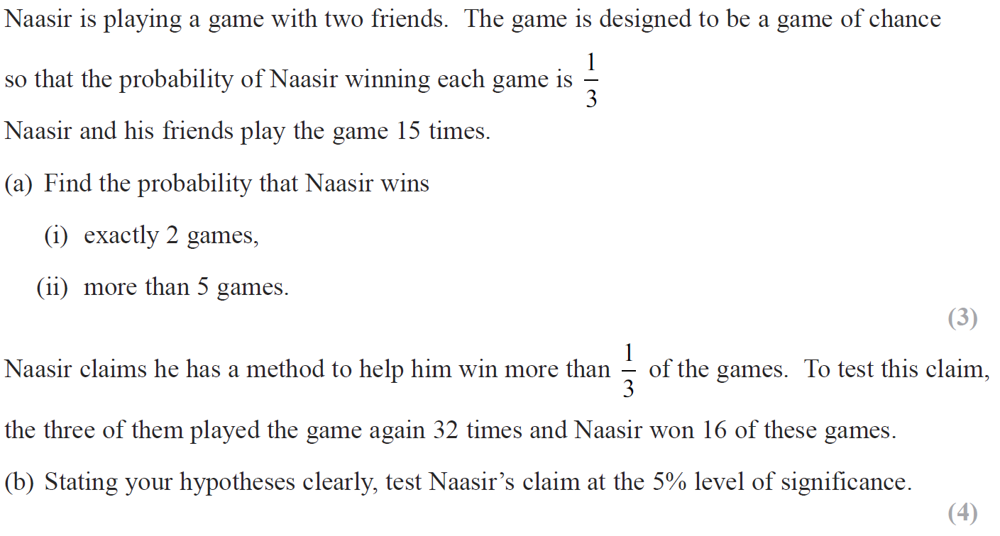 Naasir is playing a game with two friends. The game is designed to be a game of chance
so that the probability of Naasir winning each game is 1/3
Naasir and his friends play the game 15 times.
(a) Find the probability that Naasir wins
(i) exactly 2 games,
(ii) more than 5 games.
(3)
Naasir claims he has a method to help him win more than 1/3 of the games. To test this claim,
the three of them played the game again 32 times and Naasir won 16 of these games.
(b) Stating your hypotheses clearly, test Naasir’s claim at the 5% level of significance.
(4)